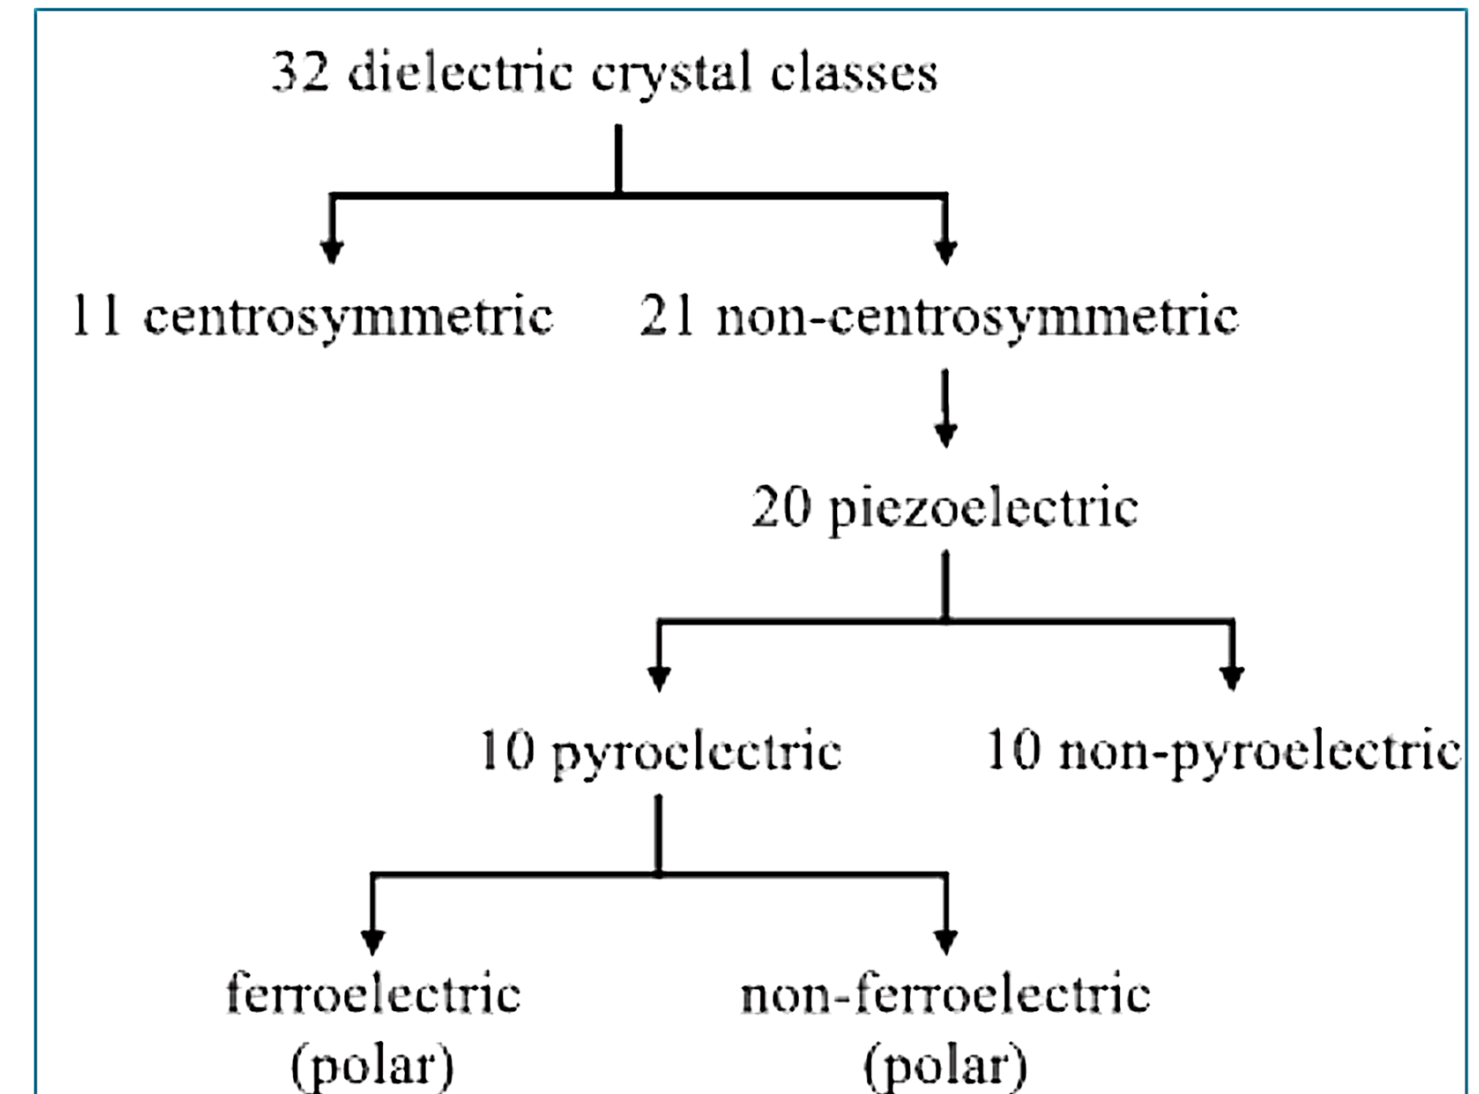 32 dielectric crystal classes
11 centrosymmetric
21 non-centrosymmetric
20 piezoelectric
10 pyroelectric
10 non-pyroelectric
ferroelectric
(polar)
non-ferroelectric
(polar)